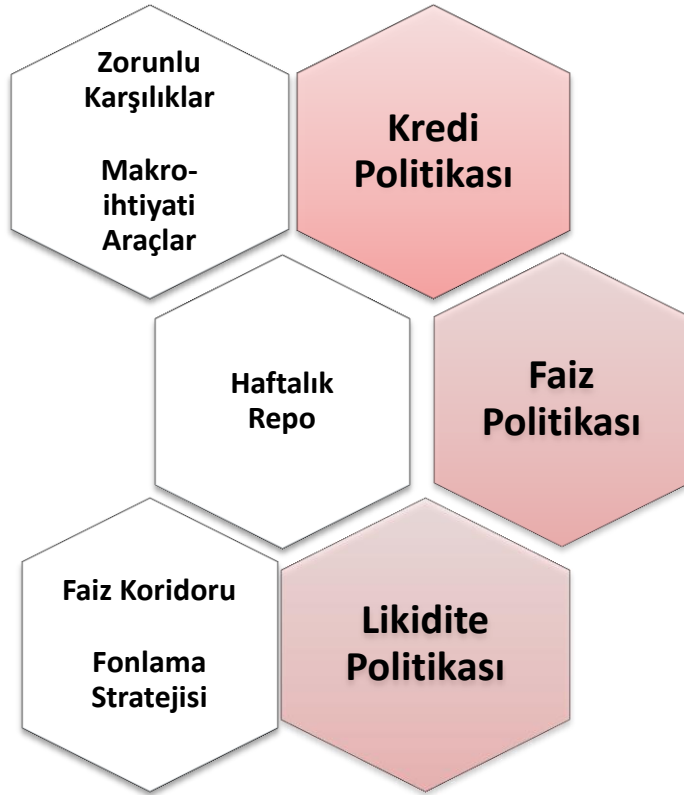 Zorunlu
Karşılıklar
Makro-
ihtiyati
Araçlar
Kredi
Politikası
Haftalık
Repo
Faiz
Politikası
Faiz Koridoru
Fonlama
Stratejisi
Likidite
Politikası